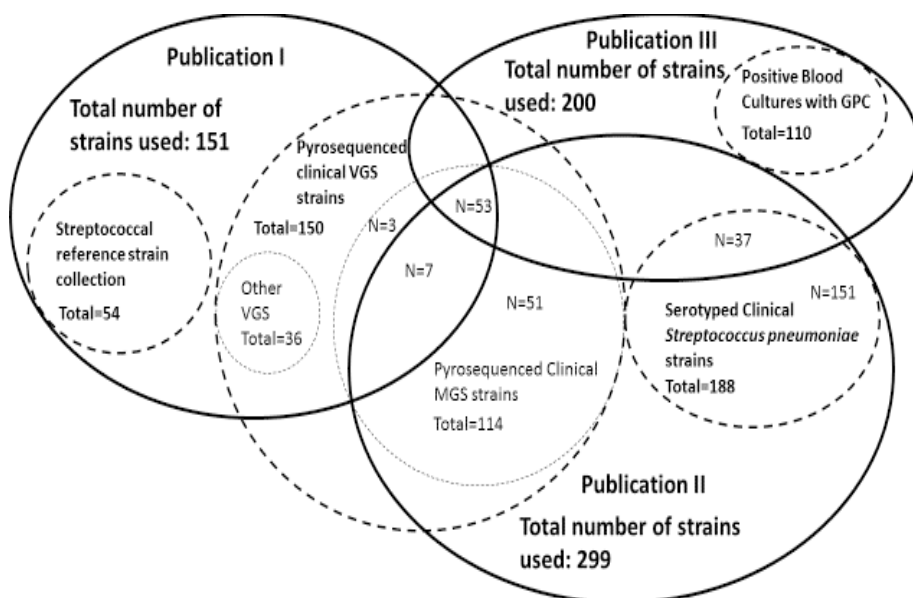 Publication I
Total number of
strains used: 151
Streptococcal
reference strain
collection
Total=54
Pyrosequenced
clinical VGS
strains
Total=150
Other
VGS
Total=36
N=3
N=53
N=7
N=51
Pyrosequenced Clinical
MGS strains
Total=114
Publication III
Total number of strains
used: 200
Positive Blood
Cultures with GPC
Total=110
N=37
N=151
Serotyped Clinical
Streptococcus pneumoniae
strains
Total=188
Publication II
Total number of strains
used: 299